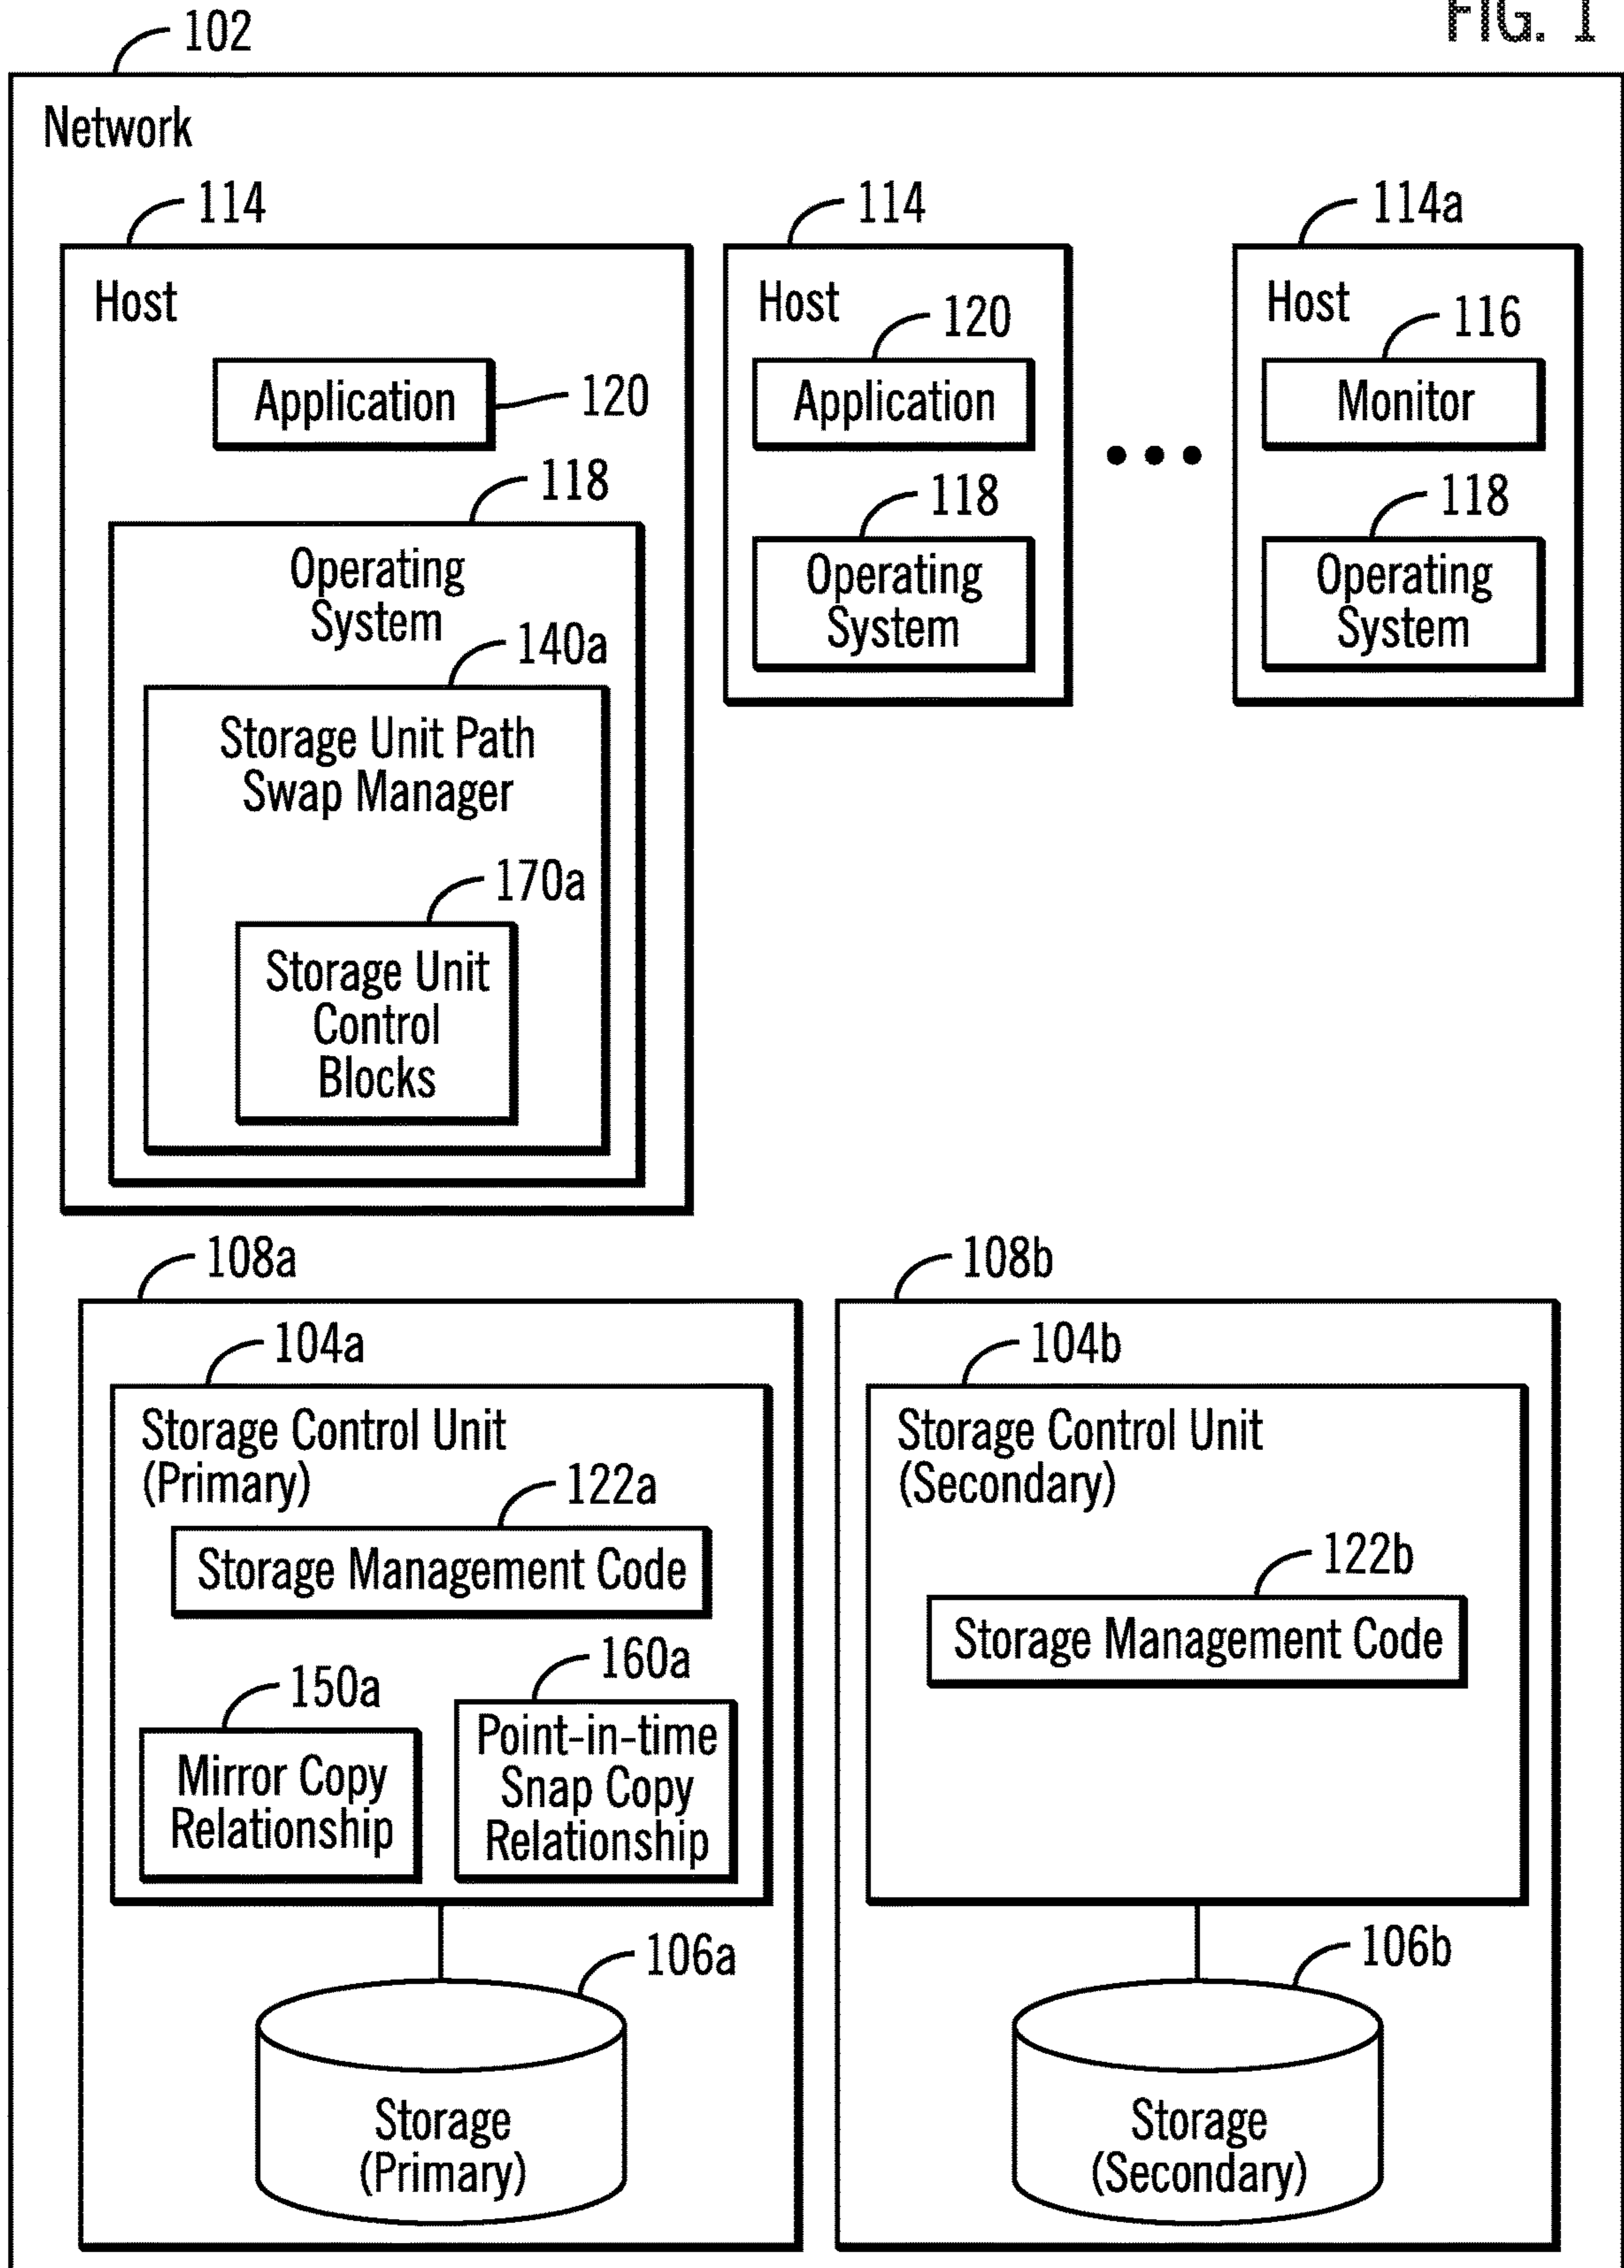 FIG. 1
102
Network
114
Host
Application
120
118
Operating
System
140a
Storage Unit Path
Swap Manager
170a
Storage Unit
Control
Blocks
114
Host
120
Application
118
Operating
System
114a
Host
116
Monitor
118
Operating
System
108a
104a
Storage Control Unit
(Primary)
122a
Storage Management Code
150a
Mirror Copy
Relationship
160a
Point-in-time
Snap Copy
Relationship
106a
Storage
(Primary)
108b
104b
Storage Control Unit
(Secondary)
122b
Storage Management Code
106b
Storage
(Secondary)